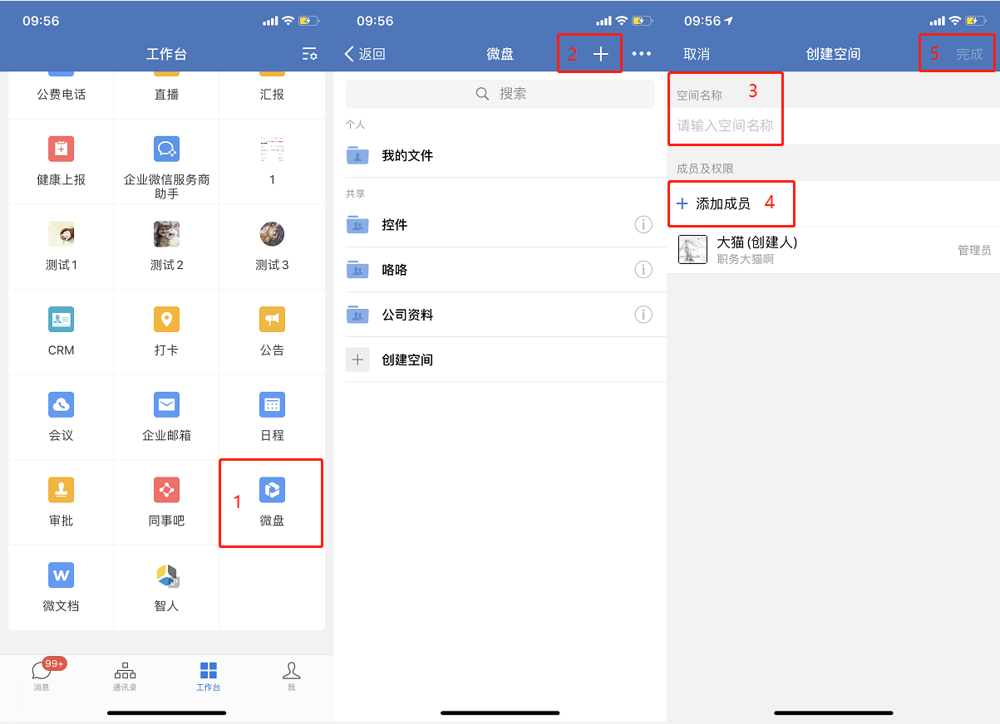 09:56
工作台
公费电话
直播
汇报
健康上报
企业微信服务商
助手
1
测试1
测试2
测试3
CRM
打卡
公告
会议
企业邮箱
日程
审批
同事吧
1
微盘
W
微文档
智人
99+
消息
通讯录
工作台
我
09:56
返回
微盘
2
搜索
个人
我的文件
共享
控件
咯咯
公司资料
创建空间
09:56
取消
创建空间
5 完成
空间名称 3
请输入空间名称
成员及权限
添加成员 4
大猫(创建人)
职务大猫啊
管理员